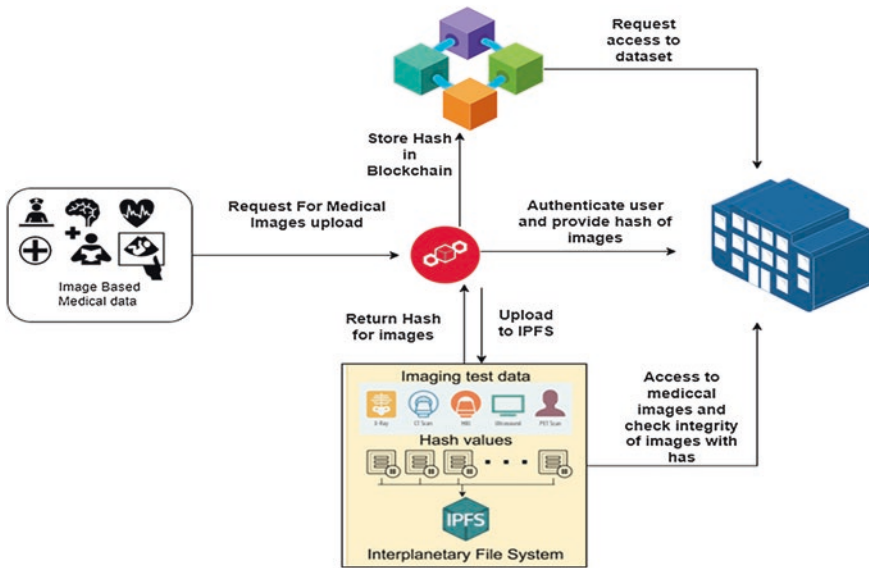 Request
access to
dataset
Store Hash
in
Blockchain
Request For Medical
Images upload
Authenticate user
and provide hash of
images
Image Based
Medical data
Return Hash
for images
Upload
to IPFS
Imaging test data
X-Ray
CT Scan
MRI
Ultrasound
PET Scan
Hash values
IPFS
Interplanetary File System
Access to
mediccal
images and
check integrity
of images with
has